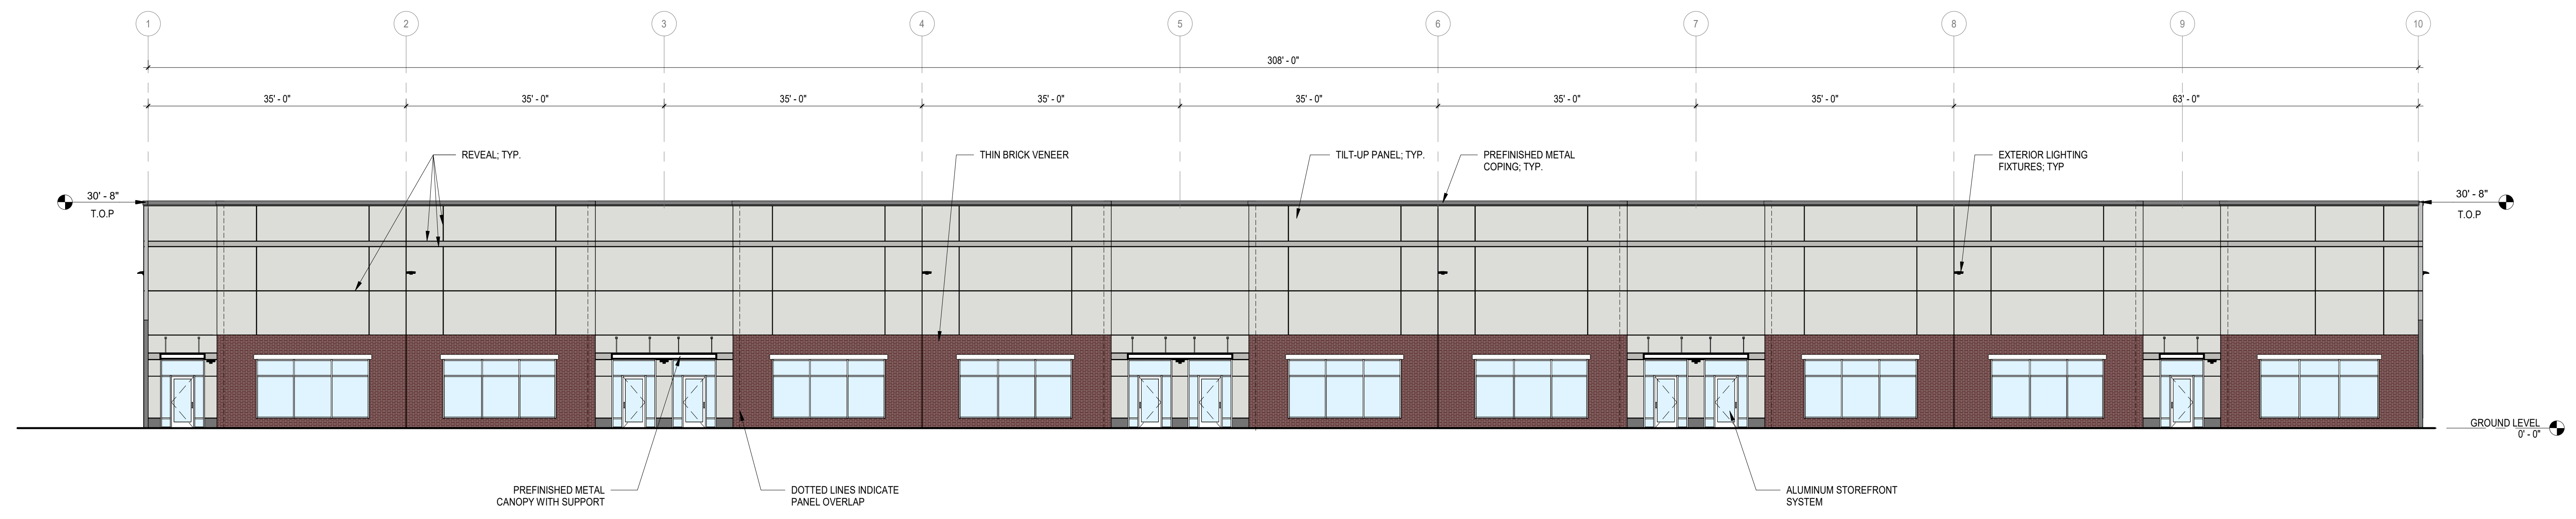 1 2 3 4 5 6 7 8 9 10
308' - 0"
35' - 0" 35' - 0" 35' - 0" 35' - 0" 35' - 0" 35' - 0" 35' - 0" 63' - 0"
REVEAL; TYP.
THIN BRICK VENEER
TILT-UP PANEL; TYP.
PREFINISHED METAL
COPING; TYP.
EXTERIOR LIGHTING
FIXTURES; TYP
30' - 8"
T.O.P
30' - 8"
T.O.P
GROUND LEVEL
0' - 0"
PREFINISHED METAL
CANOPY WITH SUPPORT
DOTTED LINES INDICATE
PANEL OVERLAP
ALUMINUM STOREFRONT
SYSTEM